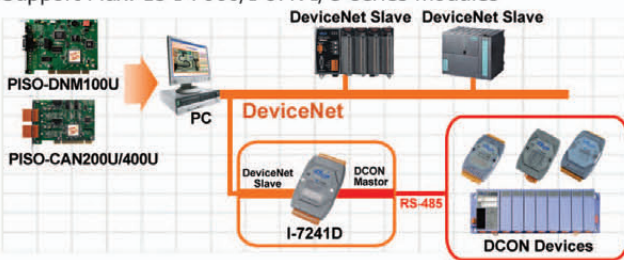 DeviceNet Slave DeviceNet Slave
PISO-DNM100U
PC
DeviceNet
PISO-CAN200U/400U
DeviceNet
Slave
DCON
Mastor
RS-485
I-7241D
DCON Devices